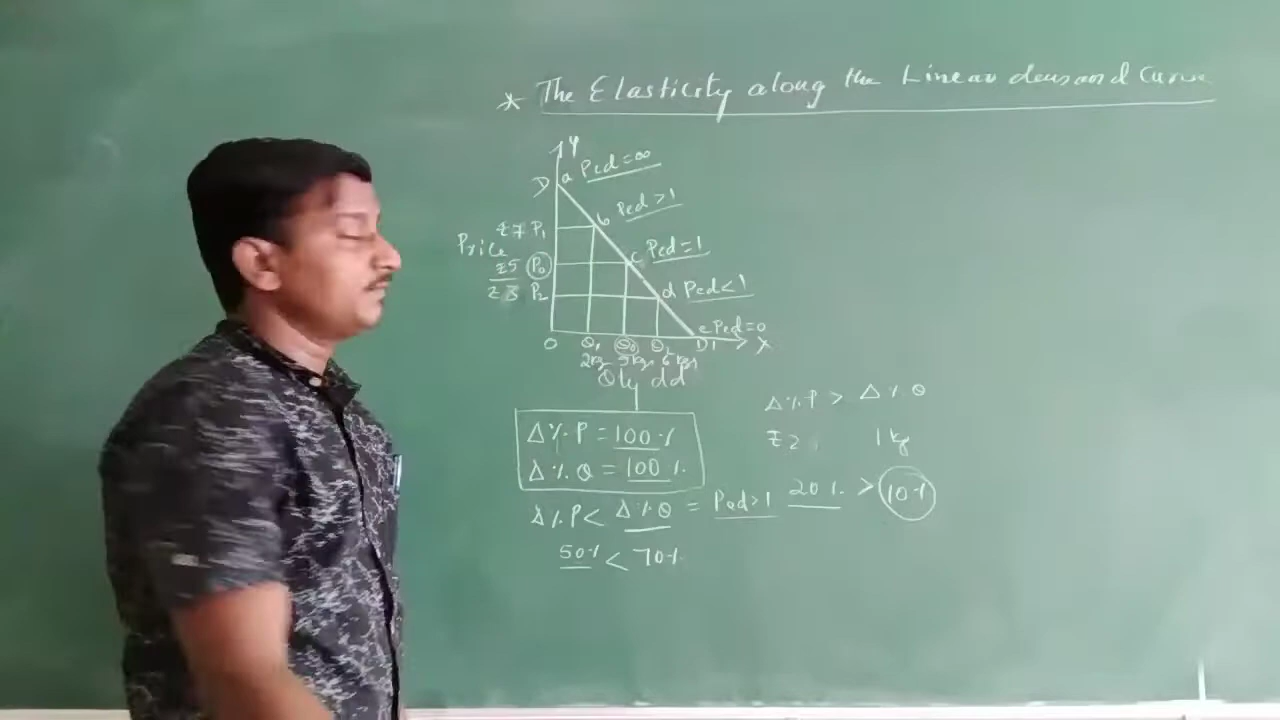 * The Elasticity along the Linear demand Curve
Y
D a Ped = ∞
b Ped > 1
₹7 P₁
Price
c Ped = 1
₹5 P₀
d Ped < 1
₹3 P₂
e Ped = 0
O Q₁ Q₀ Q₂ D1 X
2kg 5kg 6kg
Qty dd
Δ%P = 100%
Δ%Q = 100%
Δ%P > Δ%Q
₹2 1kg
Δ%P < Δ%Q = Ped > 1
20% > 10%
50% < 70%